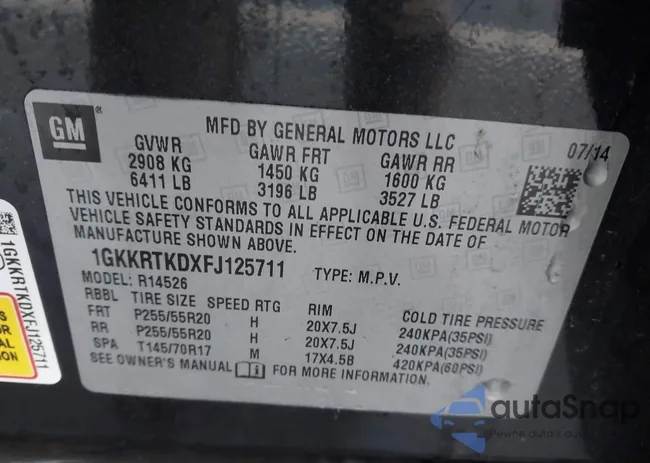 GM ®
MFD BY GENERAL MOTORS LLC
07/14
GVWR GAWR FRT GAWR RR
2908 KG 1450 KG 1600 KG
6411 LB 3196 LB 3527 LB
THIS VEHICLE CONFORMS TO ALL APPLICABLE U.S. FEDERAL MOTOR
VEHICLE SAFETY STANDARDS IN EFFECT ON THE DATE OF
MANUFACTURE SHOWN ABOVE.
1GKKRTKDXFJ125711 TYPE: M.P.V.
MODEL: R14526
RBBL TIRE SIZE SPEED RTG RIM COLD TIRE PRESSURE
FRT P255/55R20 H 20X7.5J 240KPA(35PSI)
RR P255/55R20 H 20X7.5J 240KPA(35PSI)
SPA T145/70R17 M 17X4.5B 420KPA(60PSI)
SEE OWNER'S MANUAL FOR MORE INFORMATION.
1GKKRTKDXFJ125711
autaSnap
Pewne auto z